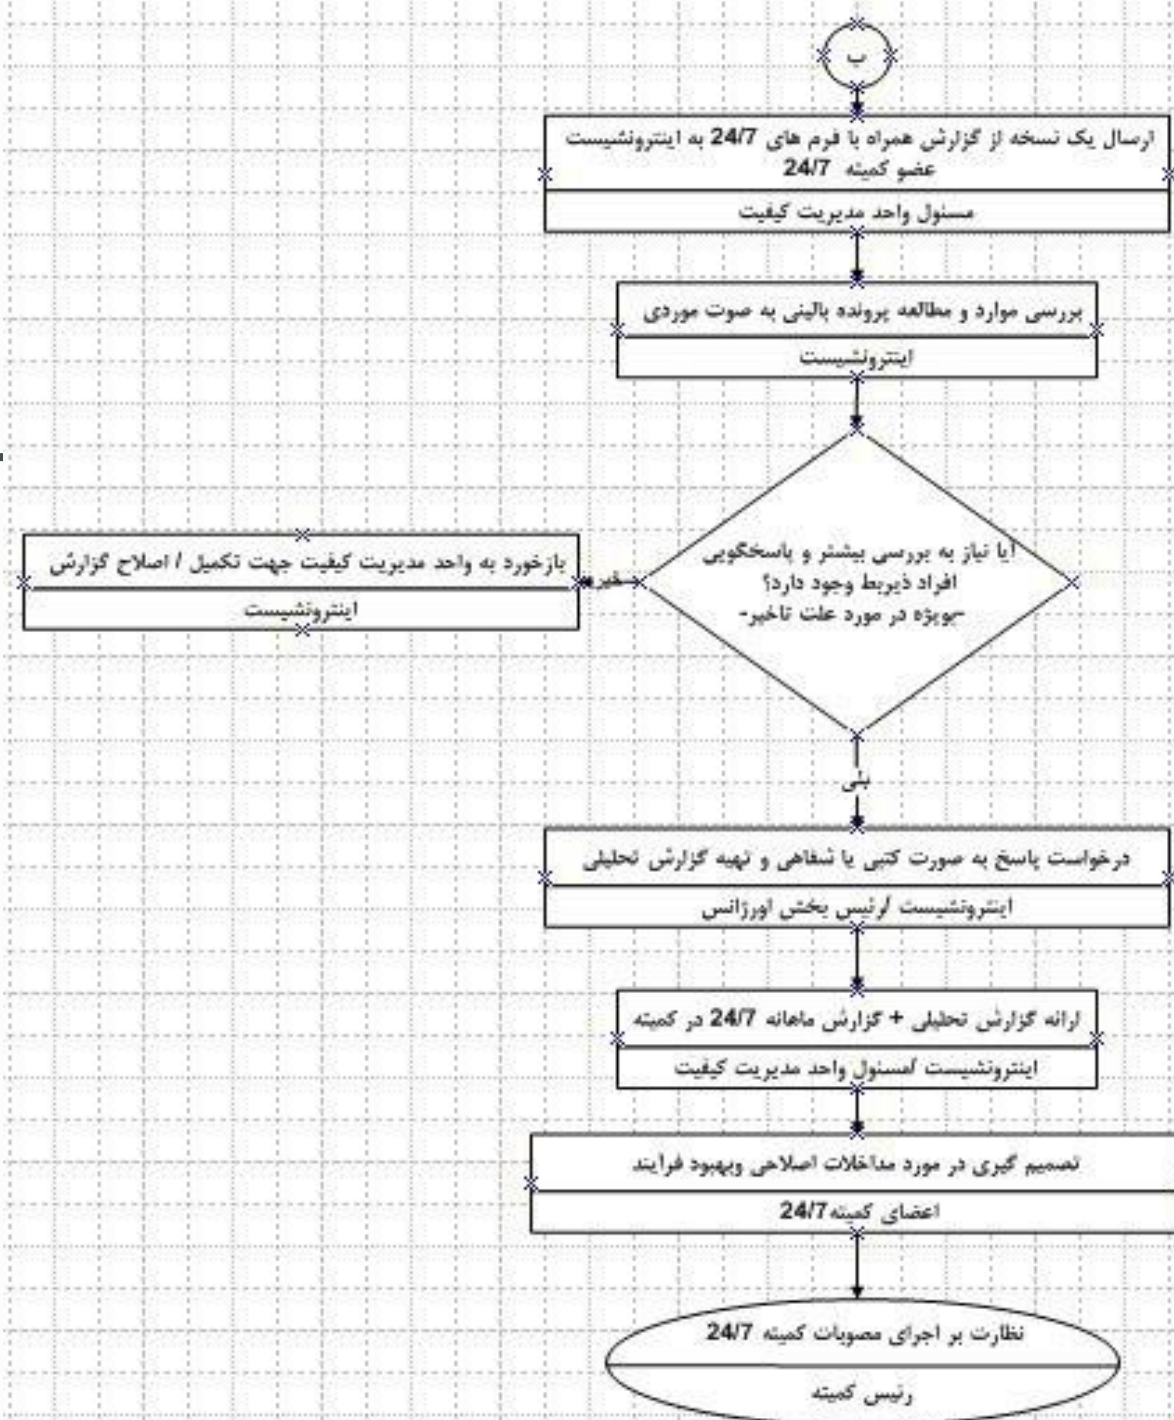 ب
ارسال یک نسخه از گزارش همراه با فرم های 24/7 به اینترونشیست
عضو کمیته 24/7
مسئول واحد مدیریت کیفیت
بررسی موارد و مطالعه پرونده بالینی به صوت موردی
اینترونشیست
آیا نیاز به بررسی بیشتر و پاسخگویی
افراد ذیربط وجود دارد؟
-بویژه در مورد علت تاخیر-
خیر
بازخورد به واحد مدیریت کیفیت جهت تکمیل / اصلاح گزارش
اینترونشیست
بلی
درخواست پاسخ به صورت کتبی یا شفاهی و تهیه گزارش تحلیلی
اینترونشیست /رئیس بخش اورژانس
ارائه گزارش تحلیلی + گزارش ماهانه 24/7 در کمیته
اینترونشیست /مسئول واحد مدیریت کیفیت
تصمیم گیری در مورد مداخلات اصلاحی وبهبود فرآیند
اعضای کمیته24/7
نظارت بر اجرای مصوبات کمیته 24/7
رئیس کمیته